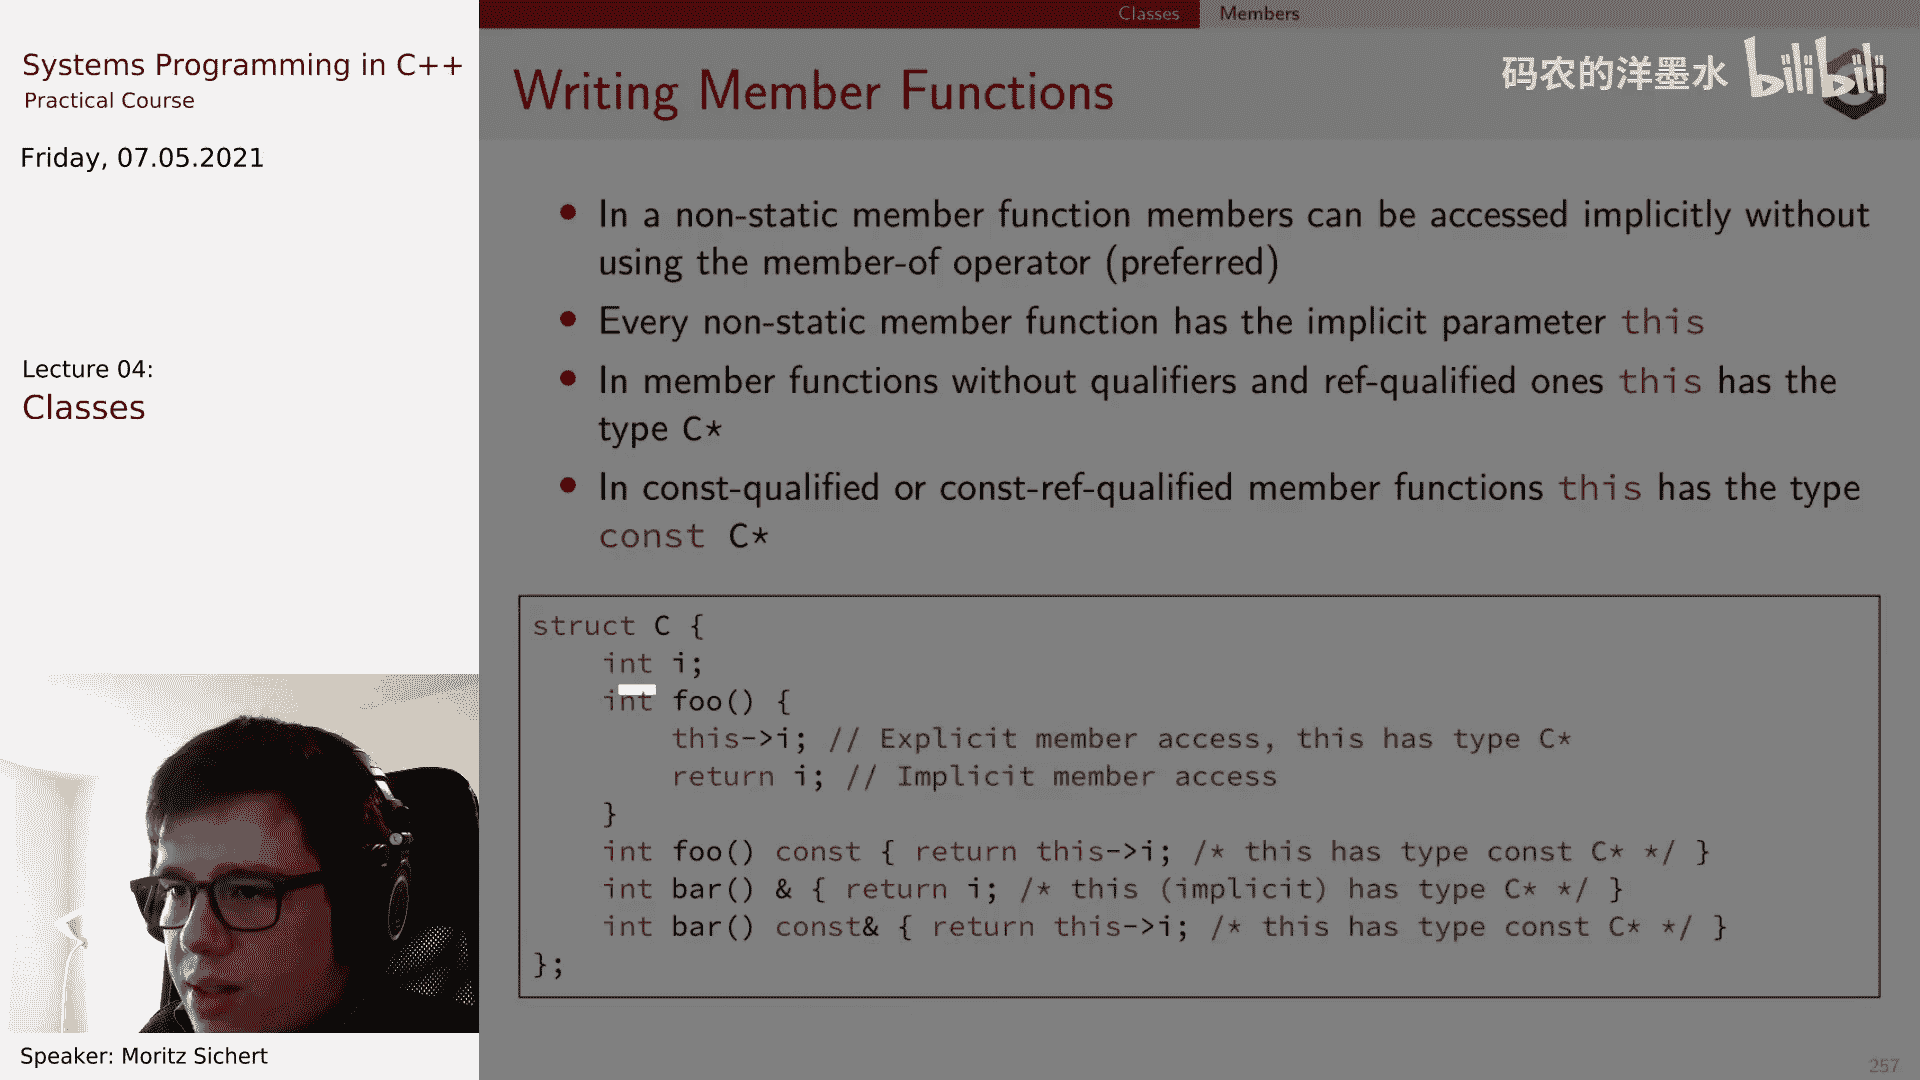 Systems Programming in C++
Practical Course
Friday, 07.05.2021
Lecture 04:
Classes
Speaker: Moritz Sichert
Classes Members
Writing Member Functions
码农的洋墨水 bilibili
• In a non-static member function members can be accessed implicitly without
using the member-of operator (preferred)
• Every non-static member function has the implicit parameter this
• In member functions without qualifiers and ref-qualified ones this has the
type C*
• In const-qualified or const-ref-qualified member functions this has the type
const C*
struct C {
int i;
int foo() {
this->i; // Explicit member access, this has type C*
return i; // Implicit member access
}
int foo() const { return this->i; /* this has type const C* */ }
int bar() & { return i; /* this (implicit) has type C* */ }
int bar() const& { return this->i; /* this has type const C* */ }
};
257